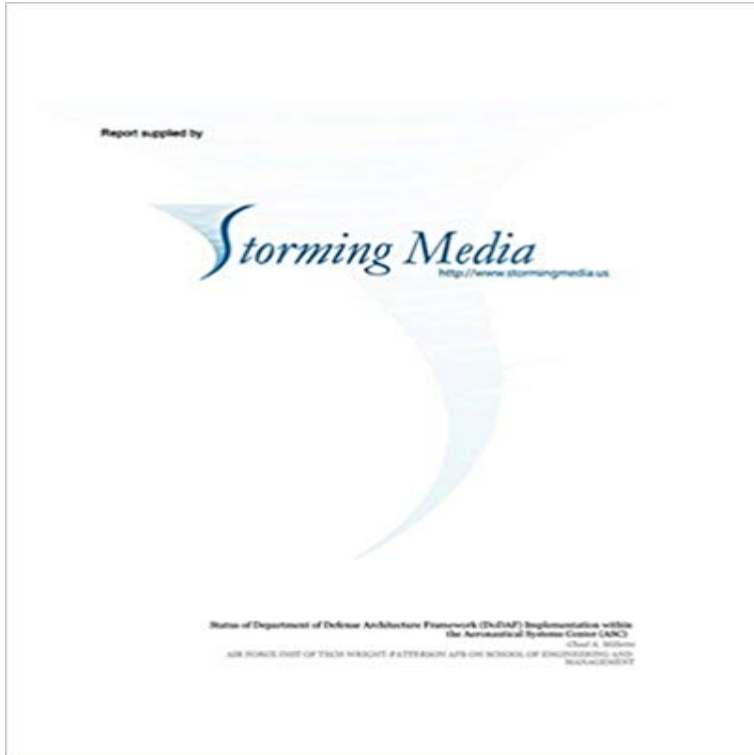 Report supplied by
Storming Media
http://www.stormingmedia.us
Status of Department of Defense Architecture Framework (DoDAF) Implementation within
the Aeronautical Systems Center (ASC)
Chad A. Millette
AIR FORCE INST OF TECH WRIGHT-PATTERSON AFB OH SCHOOL OF ENGINEERING AND
MANAGEMENT